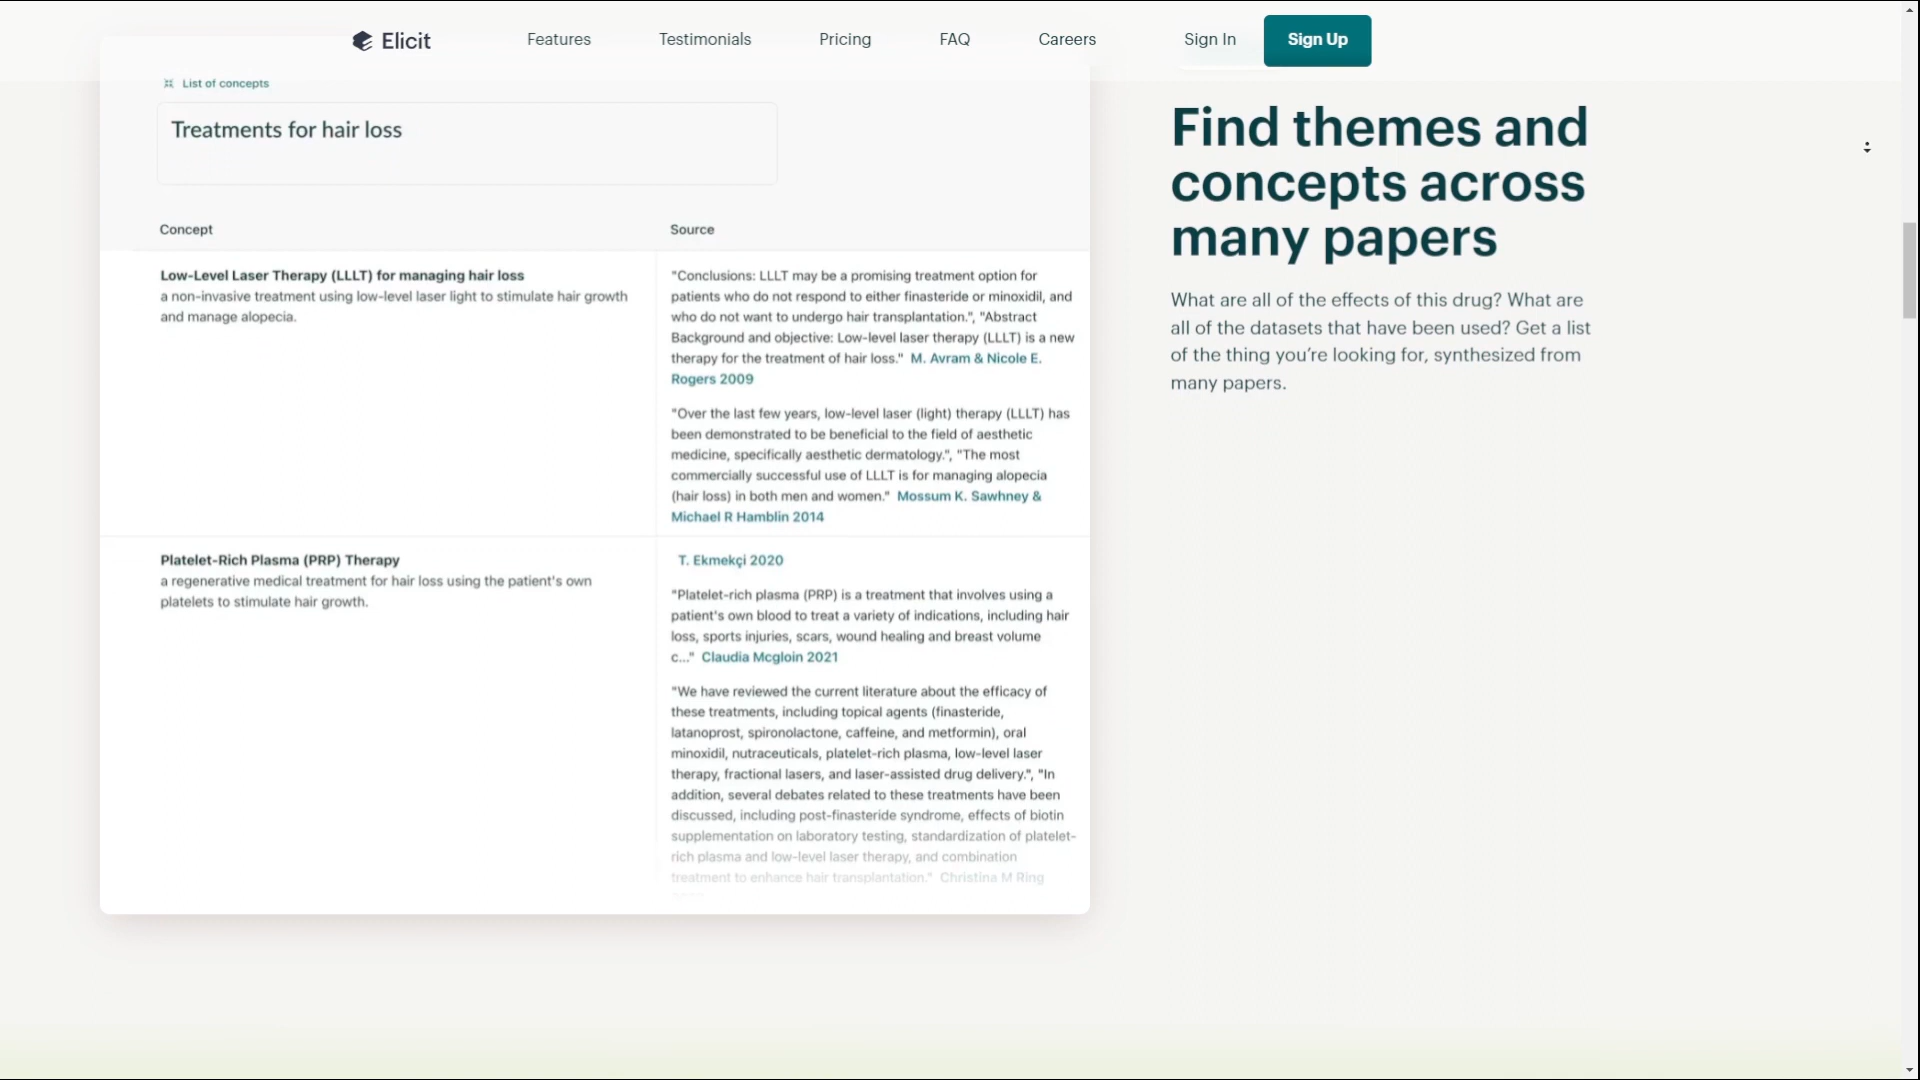 Elicit
Features
Testimonials
Pricing
FAQ
Careers
Sign In
Sign Up
List of concepts
Treatments for hair loss
Concept
Source
Low-Level Laser Therapy (LLLT) for managing hair loss
a non-invasive treatment using low-level laser light to stimulate hair growth
and manage alopecia.
"Conclusions: LLLT may be a promising treatment option for
patients who do not respond to either finasteride or minoxidil, and
who do not want to undergo hair transplantation.", "Abstract
Background and objective: Low-level laser therapy (LLLT) is a new
therapy for the treatment of hair loss." M. Avram & Nicole E.
Rogers 2009
"Over the last few years, low-level laser (light) therapy (LLLT) has
been demonstrated to be beneficial to the field of aesthetic
medicine, specifically aesthetic dermatology.", "The most
commercially successful use of LLLT is for managing alopecia
(hair loss) in both men and women." Mossum K. Sawhney &
Michael R Hamblin 2014
Platelet-Rich Plasma (PRP) Therapy
a regenerative medical treatment for hair loss using the patient's own
platelets to stimulate hair growth.
T. Ekmekçi 2020
"Platelet-rich plasma (PRP) is a treatment that involves using a
patient's own blood to treat a variety of indications, including hair
loss, sports injuries, scars, wound healing and breast volume
c..." Claudia Mcgloin 2021
"We have reviewed the current literature about the efficacy of
these treatments, including topical agents (finasteride,
latanoprost, spironolactone, caffeine, and metformin), oral
minoxidil, nutraceuticals, platelet-rich plasma, low-level laser
therapy, fractional lasers, and laser-assisted drug delivery.", "In
addition, several debates related to these treatments have been
discussed, including post-finasteride syndrome, effects of biotin
supplementation on laboratory testing, standardization of platelet-
rich plasma and low-level laser therapy, and combination
treatment to enhance hair transplantation." Christina M Ring
Find themes and
concepts across
many papers
What are all of the effects of this drug? What are
all of the datasets that have been used? Get a list
of the thing you're looking for, synthesized from
many papers.